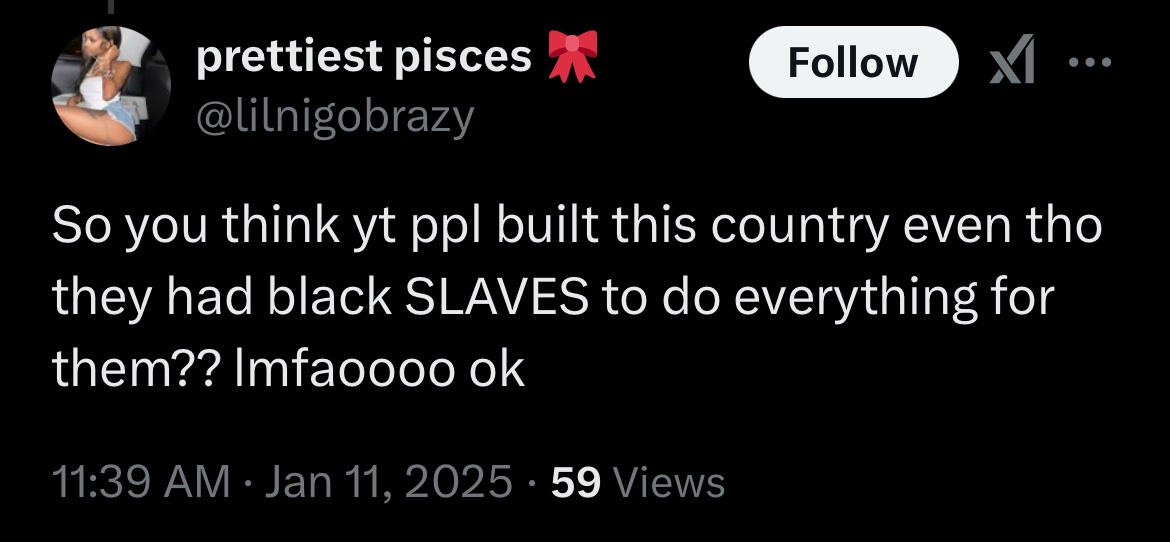 prettiest pisces 🎀
Follow
@lilnigobrazy
So you think yt ppl built this country even tho
they had black SLAVES to do everything for
them?? lmfaoooo ok
11:39 AM · Jan 11, 2025 · 59 Views